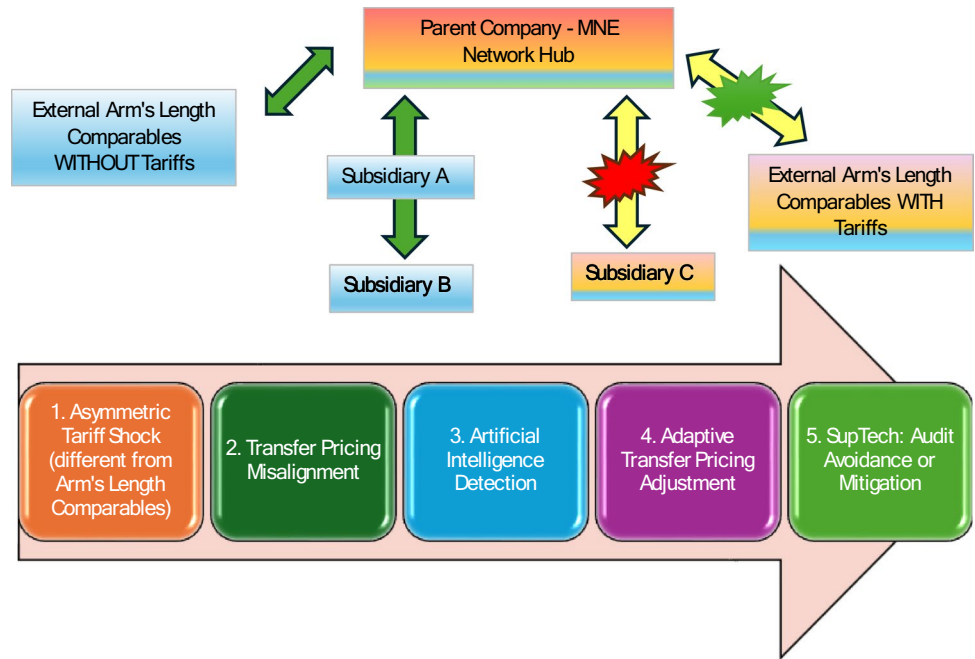 Parent Company - MNE
Network Hub
External Arm's Length
Comparables
WITHOUT Tariffs
Subsidiary A
External Arm's Length
Comparables WITH
Tariffs
Subsidiary B
Subsidiary C
1. Asymmetric
Tariff Shock
(different from
Arm's Length
Comparables)
2. Transfer Pricing
Misalignment
3. Artificial
Intelligence
Detection
4. Adaptive
Transfer Pricing
Adjustment
5. SupTech: Audit
Avoidance or
Mitigation